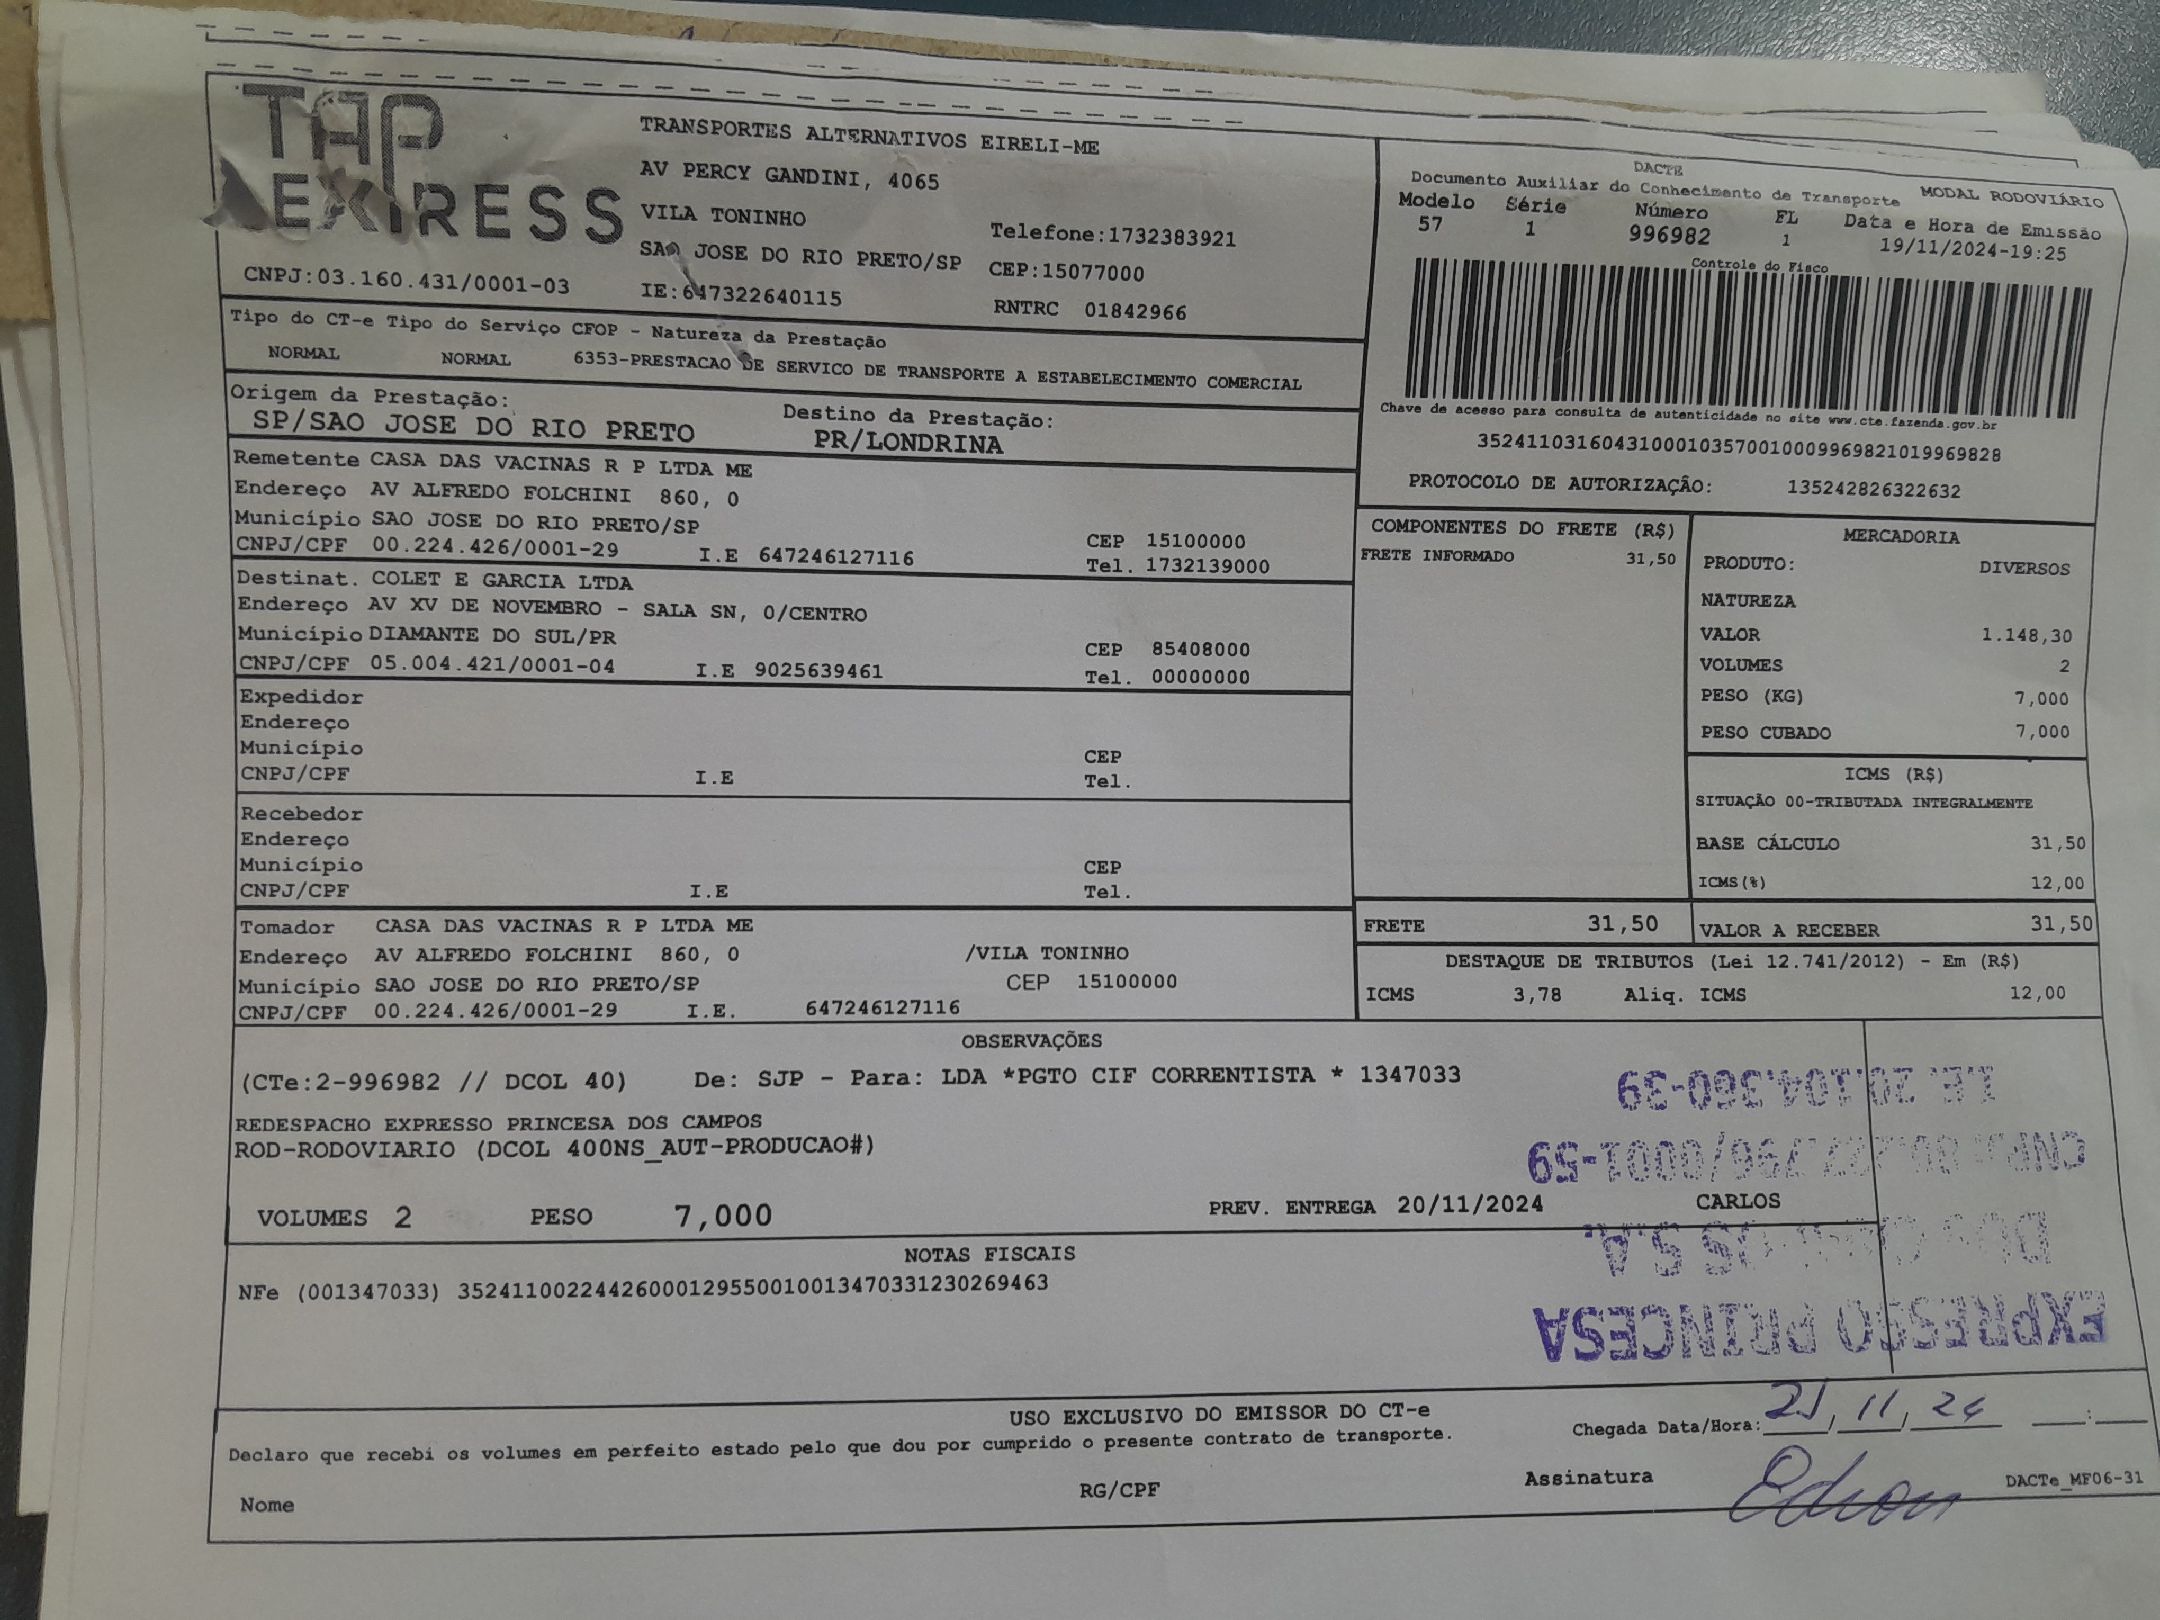 TAP
EXPRESS
TRANSPORTES ALTERNATIVOS EIRELI-ME
AV PERCY GANDINI, 4065
VILA TONINHO
Telefone:1732383921
SAO JOSE DO RIO PRETO/SP CEP:15077000
CNPJ:03.160.431/0001-03 IE:647322640115 RNTRC 01842966
DACTE
Documento Auxiliar do Conhecimento de Transporte MODAL RODOVIÁRIO
Modelo Série Número FL Data e Hora de Emissão
57 1 996982 1 19/11/2024-19:25
Controle do Fisco
Chave de acesso para consulta de autenticidade no site www.cte.fazenda.gov.br
35241103160431000103570010009969821019969828
PROTOCOLO DE AUTORIZAÇÃO: 135242826322632
Tipo do CT-e Tipo do Serviço CFOP - Natureza da Prestação
NORMAL NORMAL 6353-PRESTACAO DE SERVICO DE TRANSPORTE A ESTABELECIMENTO COMERCIAL
Origem da Prestação: Destino da Prestação:
SP/SAO JOSE DO RIO PRETO PR/LONDRINA
Remetente CASA DAS VACINAS R P LTDA ME
Endereço AV ALFREDO FOLCHINI 860, 0
Município SAO JOSE DO RIO PRETO/SP CEP 15100000
CNPJ/CPF 00.224.426/0001-29 I.E 647246127116 Tel. 1732139000
Destinat. COLET E GARCIA LTDA
Endereço AV XV DE NOVEMBRO - SALA SN, 0/CENTRO
Município DIAMANTE DO SUL/PR CEP 85408000
CNPJ/CPF 05.004.421/0001-04 I.E 9025639461 Tel. 00000000
Expedidor
Endereço
Município CEP
CNPJ/CPF I.E Tel.
Recebedor
Endereço
Município CEP
CNPJ/CPF I.E Tel.
Tomador CASA DAS VACINAS R P LTDA ME
Endereço AV ALFREDO FOLCHINI 860, 0 /VILA TONINHO
Município SAO JOSE DO RIO PRETO/SP CEP 15100000
CNPJ/CPF 00.224.426/0001-29 I.E. 647246127116
COMPONENTES DO FRETE (R$)
FRETE INFORMADO 31,50
MERCADORIA
PRODUTO: DIVERSOS
NATUREZA
VALOR 1.148,30
VOLUMES 2
PESO (KG) 7,000
PESO CUBADO 7,000
ICMS (R$)
SITUAÇÃO 00-TRIBUTADA INTEGRALMENTE
BASE CÁLCULO 31,50
ICMS(%) 12,00
FRETE 31,50 VALOR A RECEBER 31,50
DESTAQUE DE TRIBUTOS (Lei 12.741/2012) - Em (R$)
ICMS 3,78 Aliq. ICMS 12,00
OBSERVAÇÕES
(CTe:2-996982 // DCOL 40) De: SJP - Para: LDA *PGTO CIF CORRENTISTA * 1347033
REDESPACHO EXPRESSO PRINCESA DOS CAMPOS
ROD-RODOVIARIO (DCOL 400NS_AUT-PRODUCAO#)
VOLUMES 2 PESO 7,000 PREV. ENTREGA 20/11/2024 CARLOS
NOTAS FISCAIS
NFe (001347033) 35241100224426000129550010013470331230269463
EXPRESSO PRINCESA
S.A.
I.E. 20.104.360-39
USO EXCLUSIVO DO EMISSOR DO CT-e
Declaro que recebi os volumes em perfeito estado pelo que dou por cumprido o presente contrato de transporte.
Chegada Data/Hora: 21, 11, 24 :
Nome RG/CPF Assinatura DACTe_MF06-31